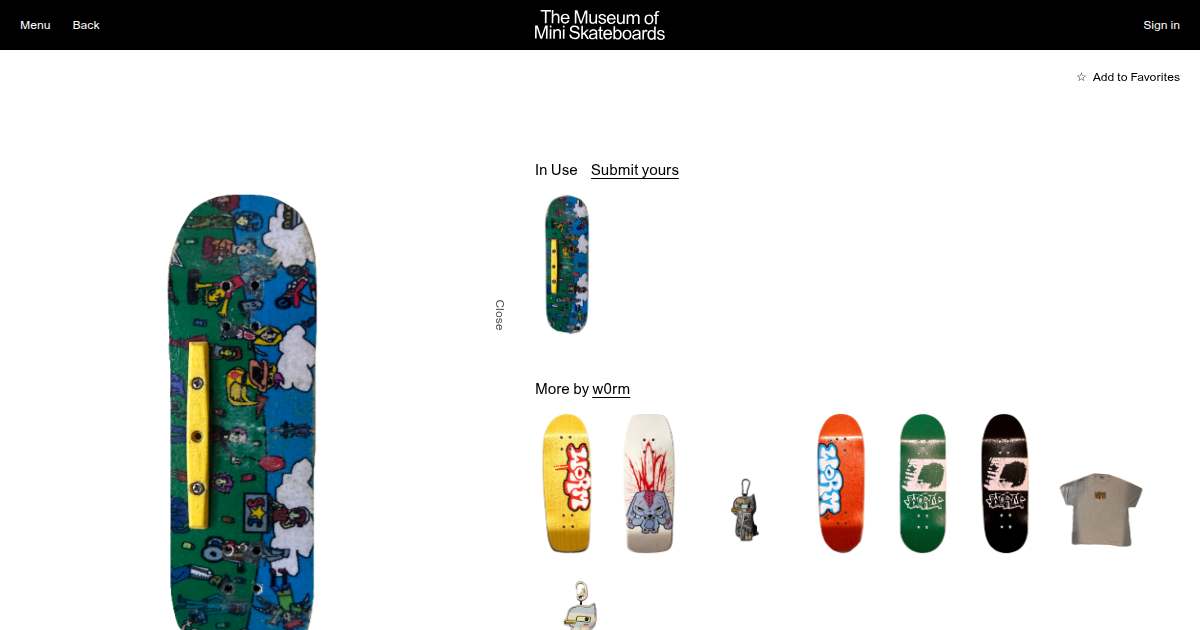 Menu
Back
The Museum of
Mini Skateboards
Sign in
☆ Add to Favorites
In Use
Submit yours
Close
More by w0rm